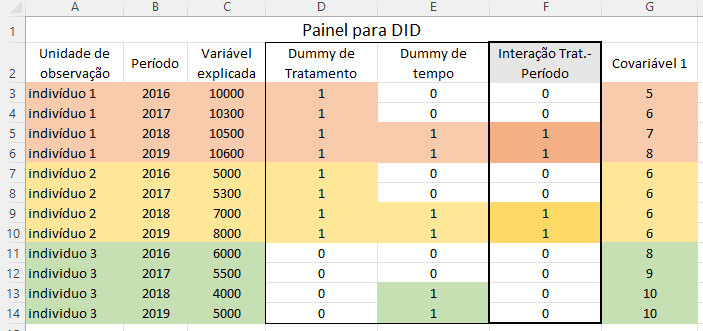 A B C D E F G
1 Painel para DID
Unidade de Variável Dummy de Dummy de Interação Trat.-
2 observação Período explicada Tratamento tempo Período Covariável 1
3 indivíduo 1 2016 10000 1 0 0 5
4 indivíduo 1 2017 10300 1 0 0 6
5 indivíduo 1 2018 10500 1 1 1 7
6 indivíduo 1 2019 10600 1 1 1 8
7 indivíduo 2 2016 5000 1 0 0 6
8 indivíduo 2 2017 5300 1 0 0 6
9 indivíduo 2 2018 7000 1 1 1 6
10 indivíduo 2 2019 8000 1 1 1 6
11 individuo 3 2016 6000 0 0 0 8
12 individuo 3 2017 5500 0 0 0 9
13 individuo 3 2018 4000 0 1 0 10
14 individuo 3 2019 5000 0 1 0 10